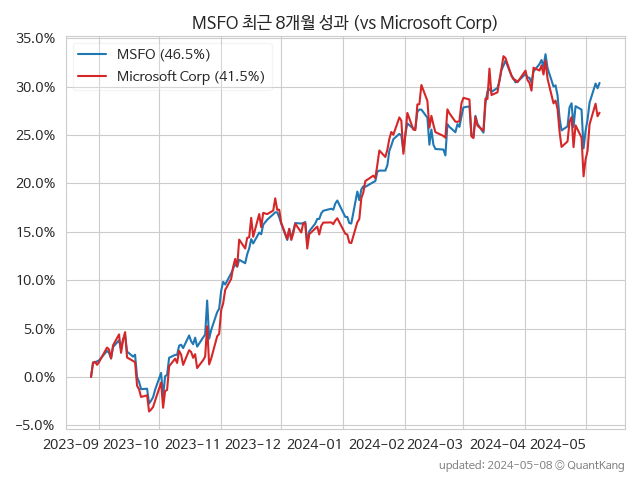 MSFO 최근 8개월 성과 (vs Microsoft Corp)
35.0%
MSFO (46.5%)
Microsoft Corp (41.5%)
30.0%
25.0%
20.0%
15.0%
10.0%
5.0%
0.0%
−5.0%
2023-09 2023-10 2023-11 2023-12 2024-01 2024-02 2024-03 2024-04 2024-05
updated: 2024-05-08 © QuantKang